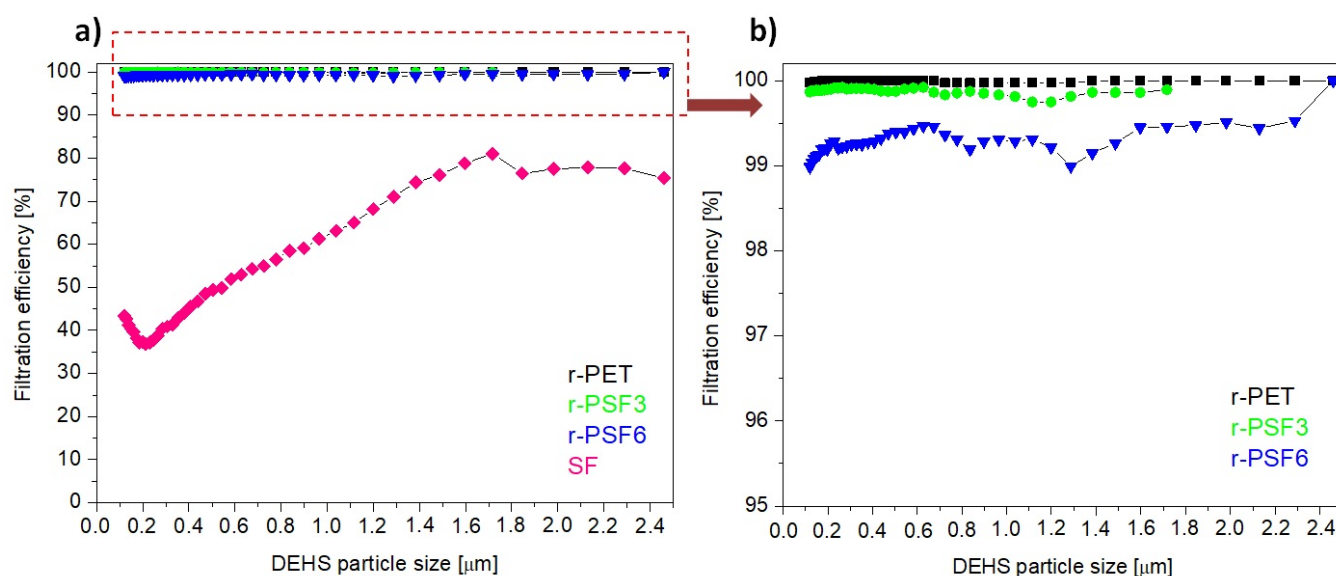 a)
Filtration efficiency [%]
100
90
80
70
60
50
40
30
20
10
0
0.0 0.2 0.4 0.6 0.8 1.0 1.2 1.4 1.6 1.8 2.0 2.2 2.4
DEHS particle size [μm]
r-PET
r-PSF3
r-PSF6
SF
b)
Filtration efficiency [%]
100
99
98
97
96
95
0.0 0.2 0.4 0.6 0.8 1.0 1.2 1.4 1.6 1.8 2.0 2.2 2.4
DEHS particle size [μm]
r-PET
r-PSF3
r-PSF6